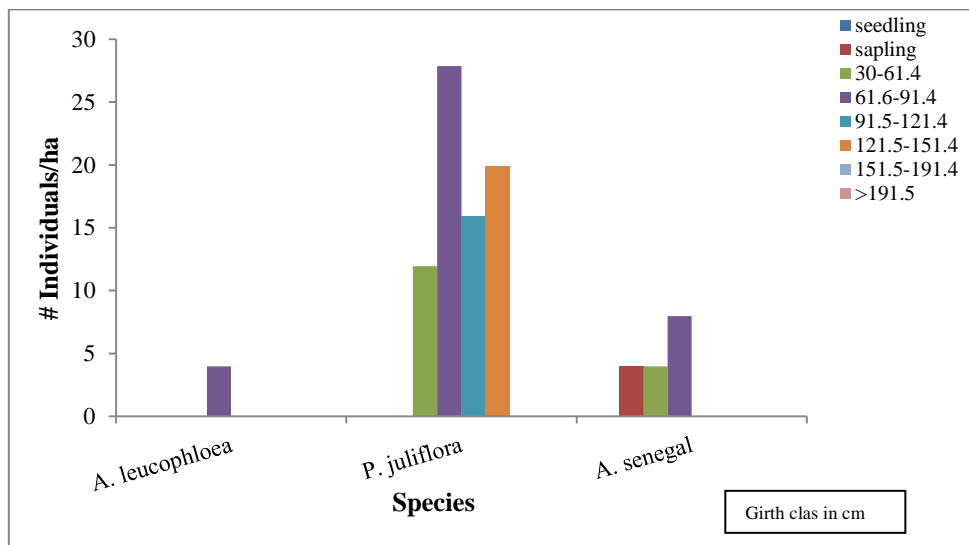 30
25
20
15
10
5
0
# Individuals/ha
A. leucophloea
P. juliflora
A. senegal
Species
seedling
sapling
30-61.4
61.6-91.4
91.5-121.4
121.5-151.4
151.5-191.4
>191.5
Girth clas in cm